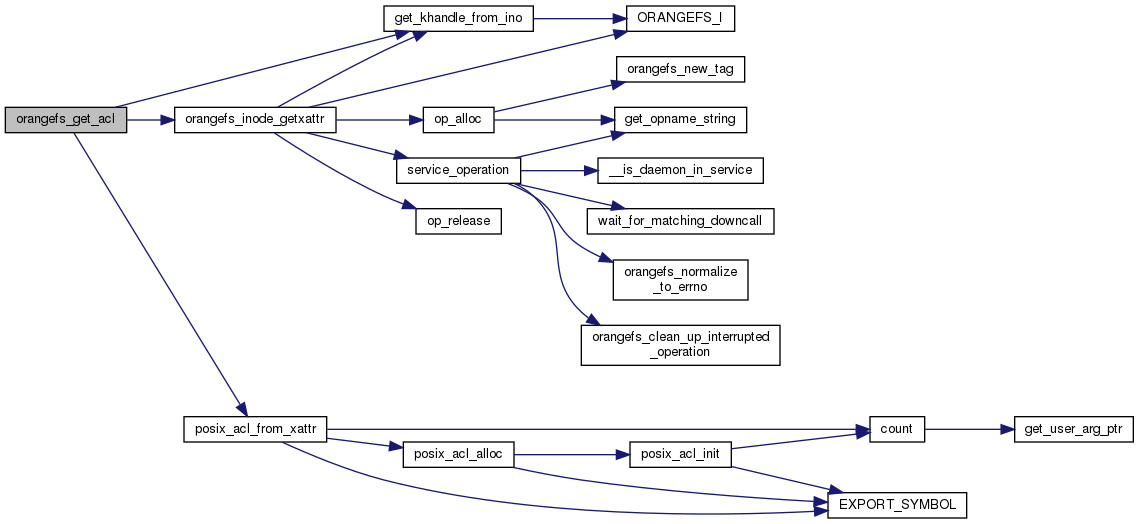 get_khandle_from_ino
ORANGEFS_I
orangefs_new_tag
orangefs_get_acl
orangefs_inode_getxattr
op_alloc
get_opname_string
service_operation
__is_daemon_in_service
op_release
wait_for_matching_downcall
orangefs_normalize
_to_errno
orangefs_clean_up_interrupted
_operation
posix_acl_from_xattr
count
get_user_arg_ptr
posix_acl_alloc
posix_acl_init
EXPORT_SYMBOL